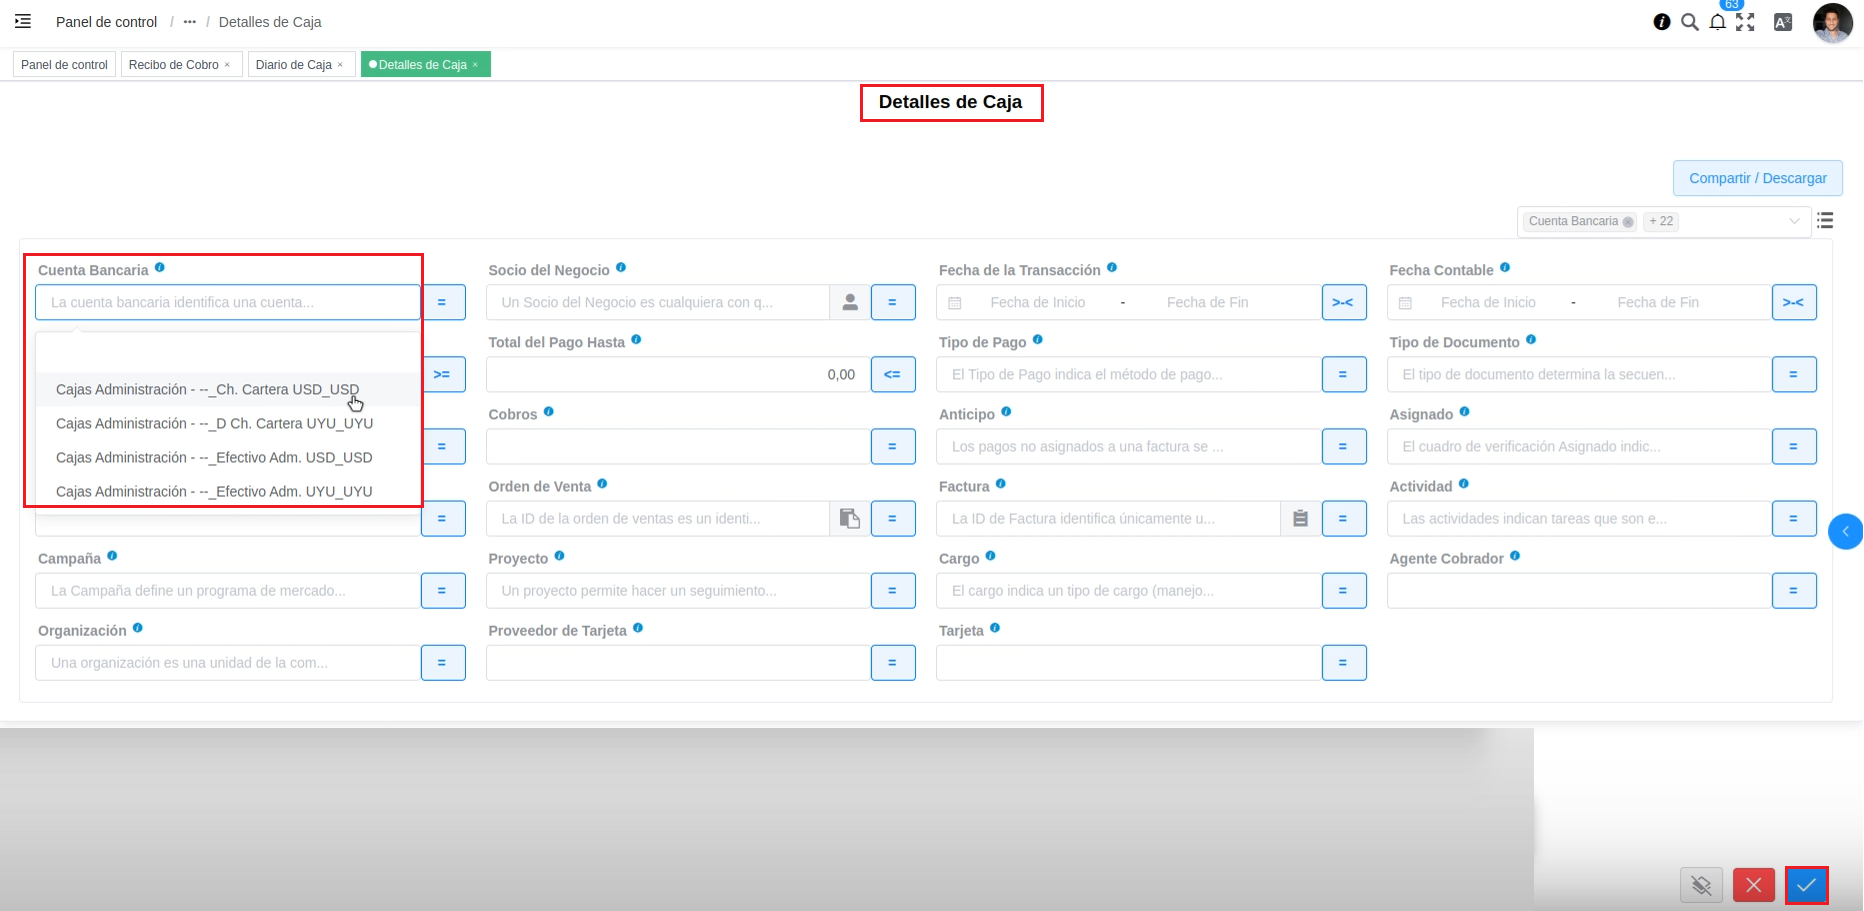 Panel de control / ··· / Detalles de Caja
63
Panel de control
Recibo de Cobro ×
Diario de Caja ×
Detalles de Caja ×
Detalles de Caja
Compartir / Descargar
Cuenta Bancaria
+ 22
Cuenta Bancaria
La cuenta bancaria identifica una cuenta...
=
Socio del Negocio
Un Socio del Negocio es cualquiera con q...
=
Fecha de la Transacción
Fecha de Inicio - Fecha de Fin
>-<
Fecha Contable
Fecha de Inicio - Fecha de Fin
>-<
Cajas Administración - --_Ch. Cartera USD_USD
Cajas Administración - --_D Ch. Cartera UYU_UYU
Cajas Administración - --_Efectivo Adm. USD_USD
Cajas Administración - --_Efectivo Adm. UYU_UYU
>=
Total del Pago Hasta
0,00
<=
Tipo de Pago
El Tipo de Pago indica el método de pago...
=
Tipo de Documento
El tipo de documento determina la secuen...
=
=
Cobros
=
Anticipo
Los pagos no asignados a una factura se ...
=
Asignado
El cuadro de verificación Asignado indic...
=
=
Orden de Venta
La ID de la orden de ventas es un identi...
=
Factura
La ID de Factura identifica únicamente u...
=
Actividad
Las actividades indican tareas que son e...
=
Campaña
La Campaña define un programa de mercado...
=
Proyecto
Un proyecto permite hacer un seguimiento...
=
Cargo
El cargo indica un tipo de cargo (manejo...
=
Agente Cobrador
=
Organización
Una organización es una unidad de la com...
=
Proveedor de Tarjeta
=
Tarjeta
=